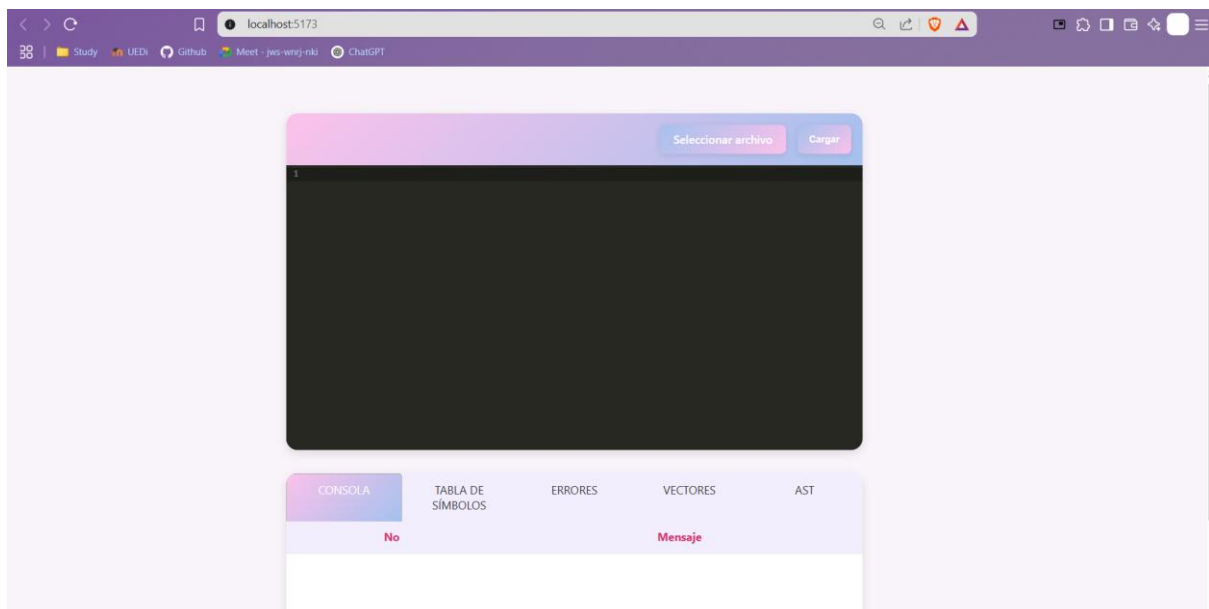 localhost:5173
Study UEDi Github Meet - jws-wnrj-nki ChatGPT
Seleccionar archivo Cargar
1
CONSOLA TABLA DE SÍMBOLOS ERRORES VECTORES AST
No Mensaje